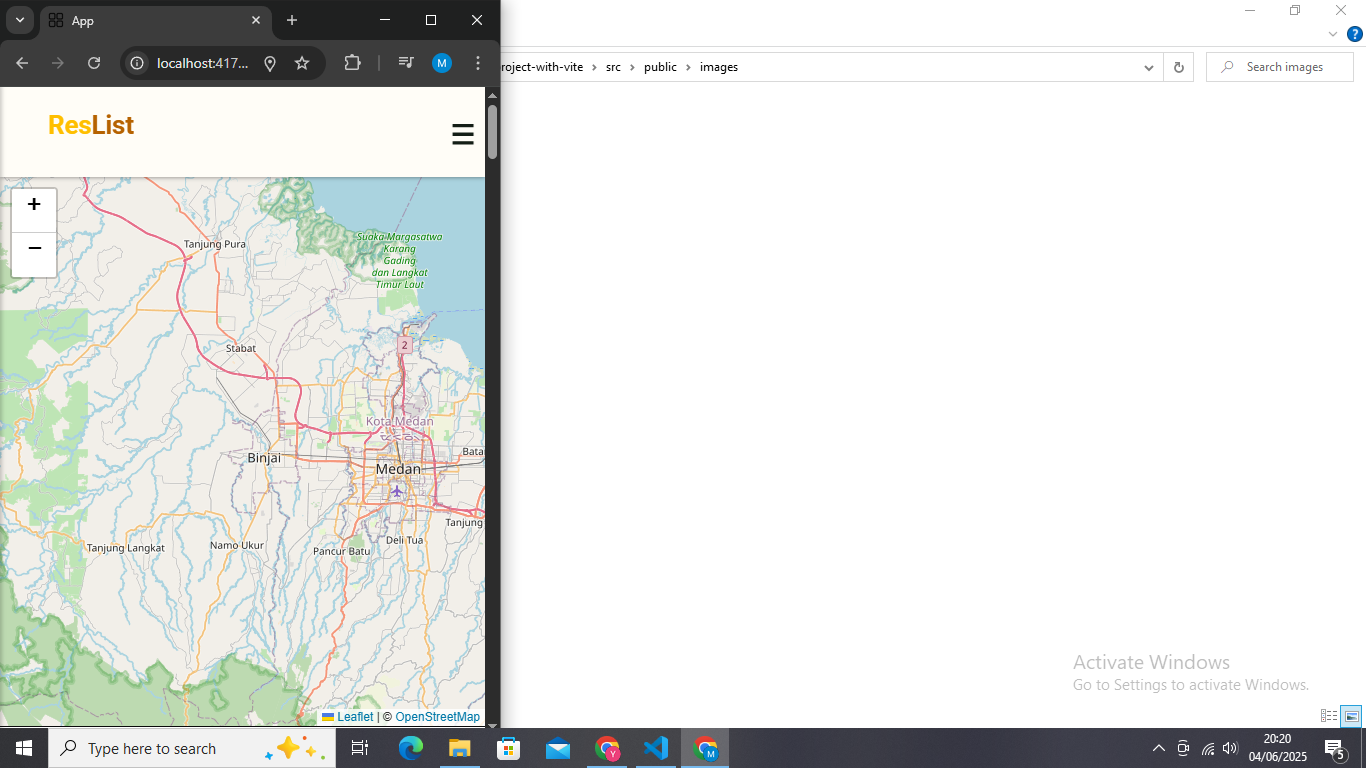 App
localhost:417...
M
roject-with-vite
src
public
images
Search images
?
ResList
+
−
Suaka Margasatwa
Karang
Gading
dan Langkat
Timur Laut
Tanjung Pura
2
Stabat
Kota Medan
Binjai
Medan
Batan
Tanjung
Deli Tua
Tanjung Langkat
Namo Ukur
Pancur Batu
Leaflet | © OpenStreetMap
Activate Windows
Go to Settings to activate Windows.
Type here to search
Y
M
20:20
04/06/2025
5